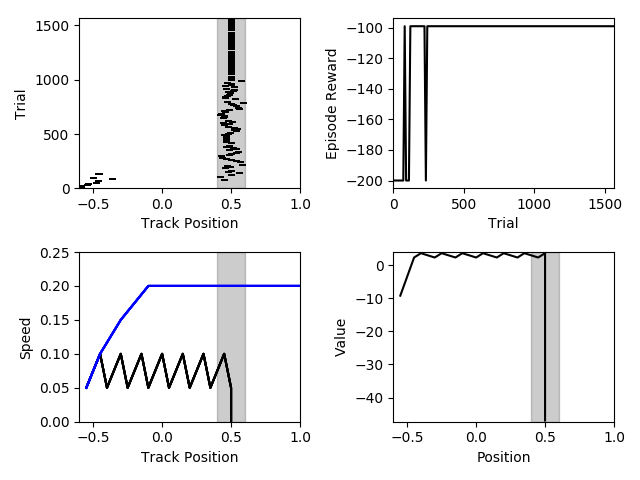 1500
1000
500
0
Trial
−0.5 0.0 0.5 1.0
Track Position
−100
−120
−140
−160
−180
−200
Episode Reward
0 500 1000 1500
Trial
0.25
0.20
0.15
0.10
0.05
0.00
Speed
−0.5 0.0 0.5 1.0
Track Position
0
−10
−20
−30
−40
Value
−0.5 0.0 0.5 1.0
Position